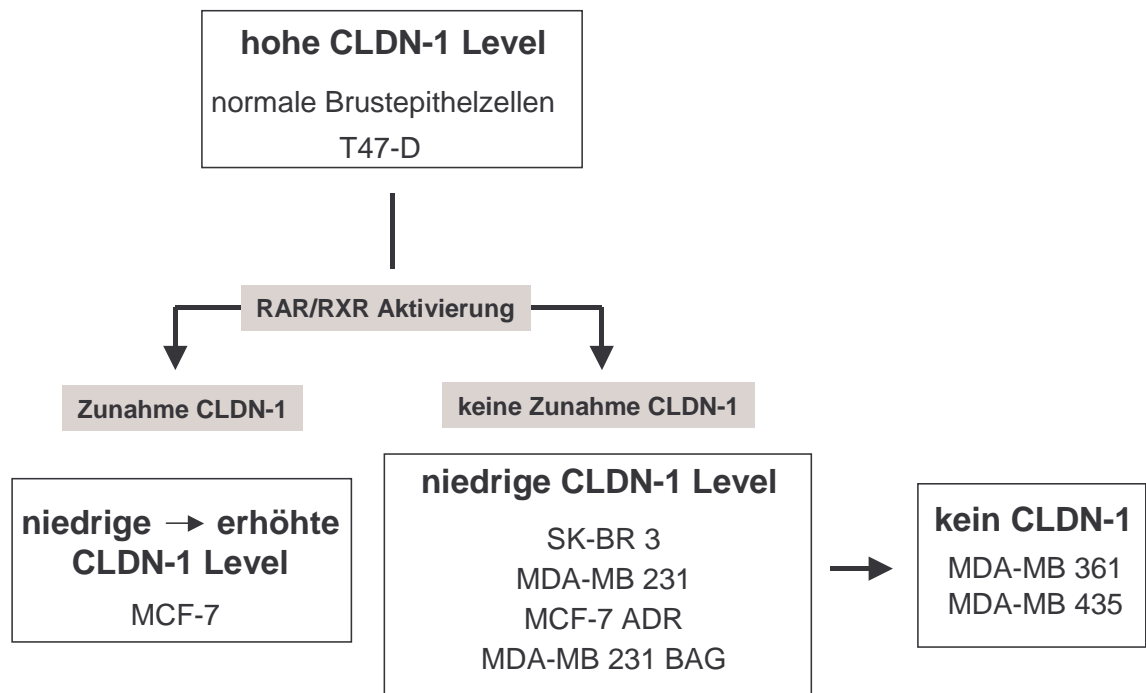 hohe CLDN-1 Level
normale Brustepithelzellen
T47-D
RAR/RXR Aktivierung
Zunahme CLDN-1
keine Zunahme CLDN-1
niedrige → erhöhte
CLDN-1 Level
MCF-7
niedrige CLDN-1 Level
SK-BR 3
MDA-MB 231
MCF-7 ADR
MDA-MB 231 BAG
kein CLDN-1
MDA-MB 361
MDA-MB 435